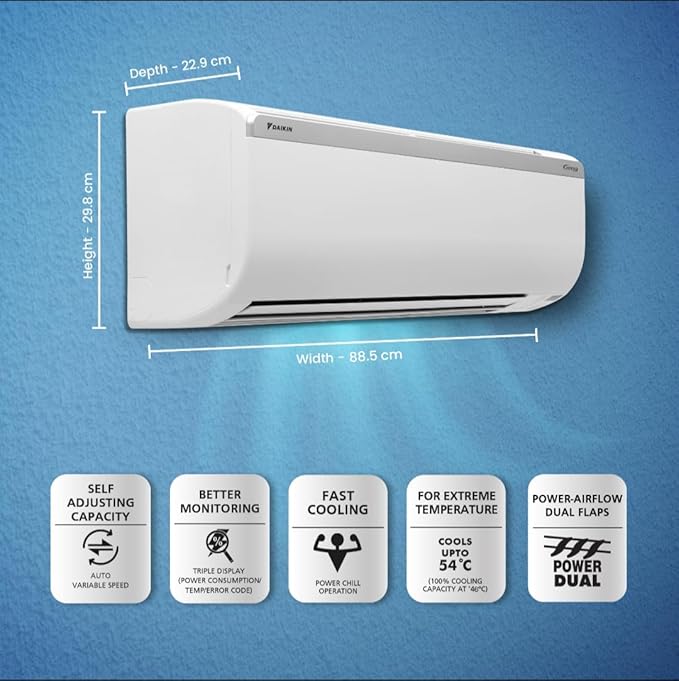 Depth - 22.9 cm
DAIKIN
Height - 29.8 cm
Width - 88.5 cm
SELF
ADJUSTING
CAPACITY
AUTO
VARIABLE SPEED
BETTER
MONITORING
%
TRIPLE DISPLAY
(POWER CONSUMPTION/
TEMP/ERROR CODE)
FAST
COOLING
POWER CHILL
OPERATION
FOR EXTREME
TEMPERATURE
COOLS
UPTO
54°C
(100% COOLING
CAPACITY AT '46°C)
POWER-AIRFLOW
DUAL FLAPS
POWER
DUAL